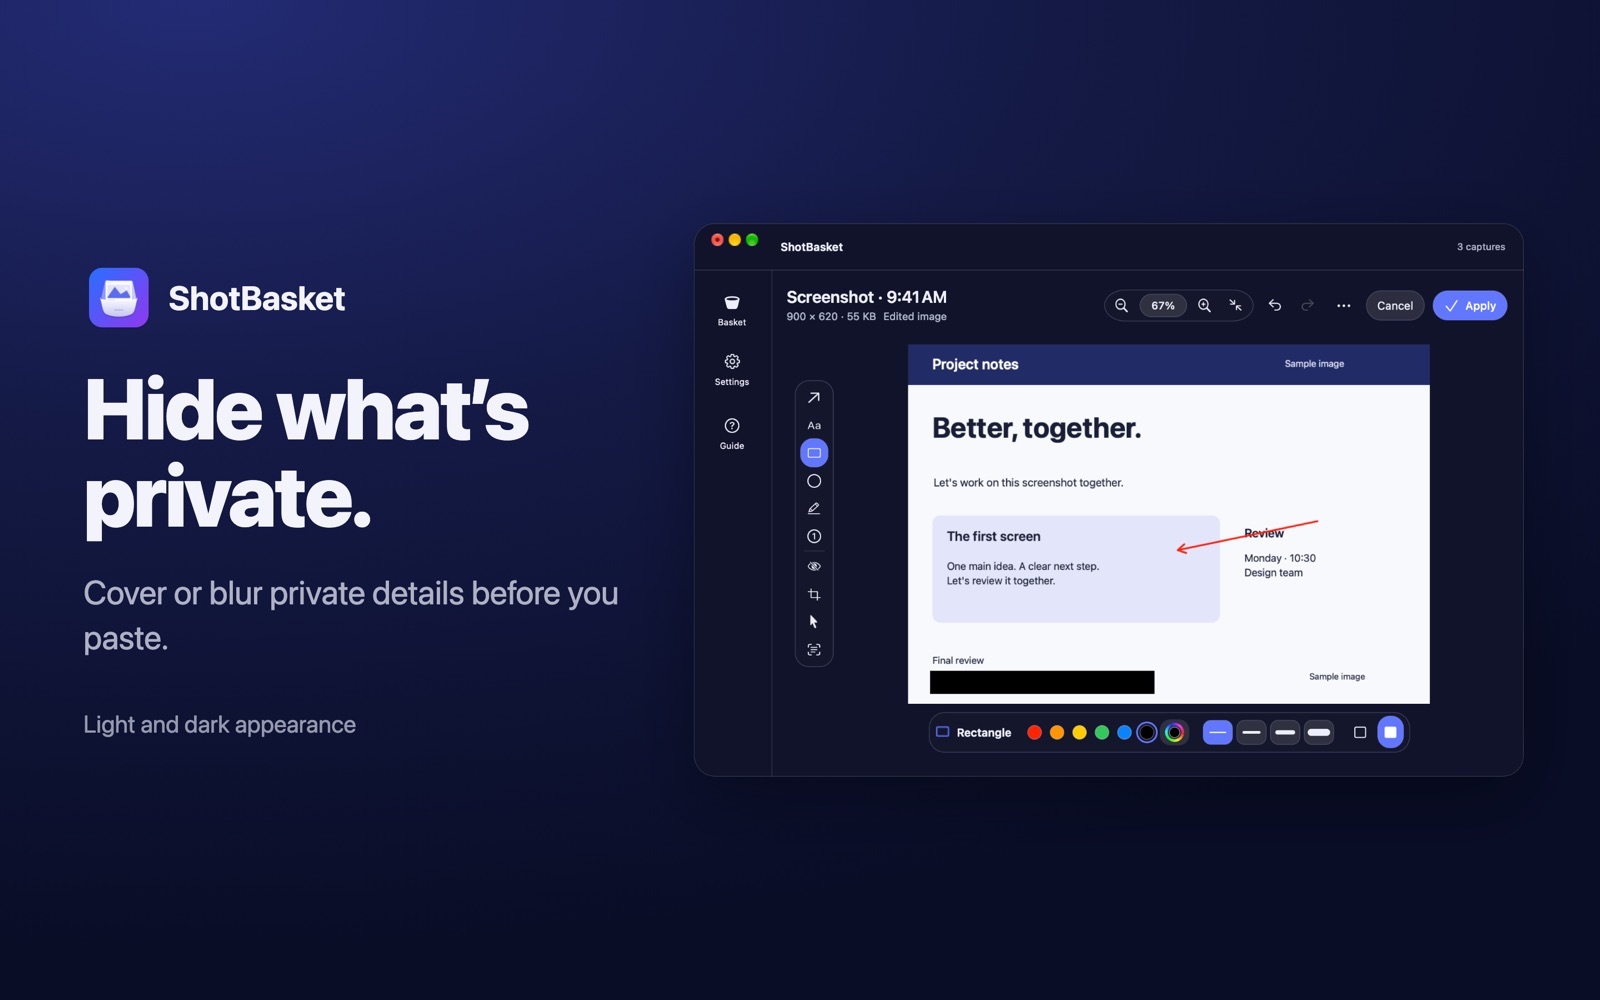 ShotBasket
Hide what's
private.
Cover or blur private details before you
paste.
Light and dark appearance
ShotBasket
3 captures
Basket
Settings
Guide
Screenshot · 9:41 AM
900 × 620 · 55 KB Edited image
67%
Cancel
Apply
Aa
1
Project notes
Sample image
Better, together.
Let's work on this screenshot together.
The first screen
One main idea. A clear next step.
Let's review it together.
Review
Monday · 10:30
Design team
Final review
Sample image
Rectangle